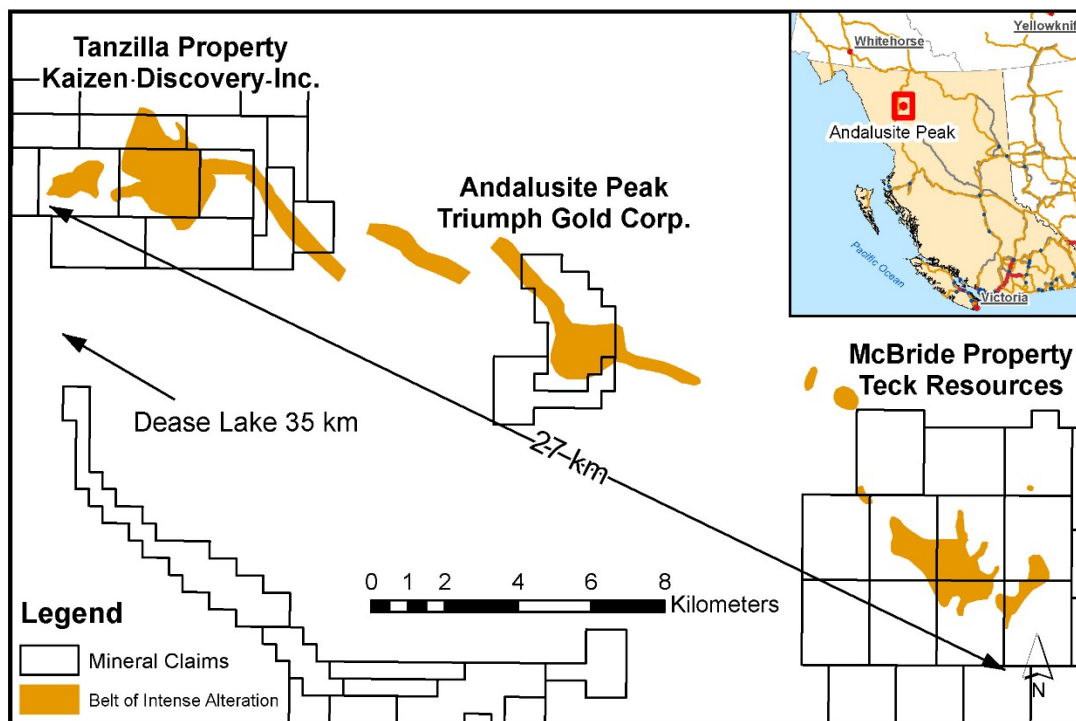 Tanzilla Property
Kaizen Discovery Inc.
Andalusite Peak
Triumph Gold Corp.
McBride Property
Teck Resources
Whitehorse
Yellowknif
Andalusite Peak
Pacific Ocean
Victoria
Dease Lake 35 km
27 km
0 1 2 4 6 8
Kilometers
Legend
Mineral Claims
Belt of Intense Alteration
N